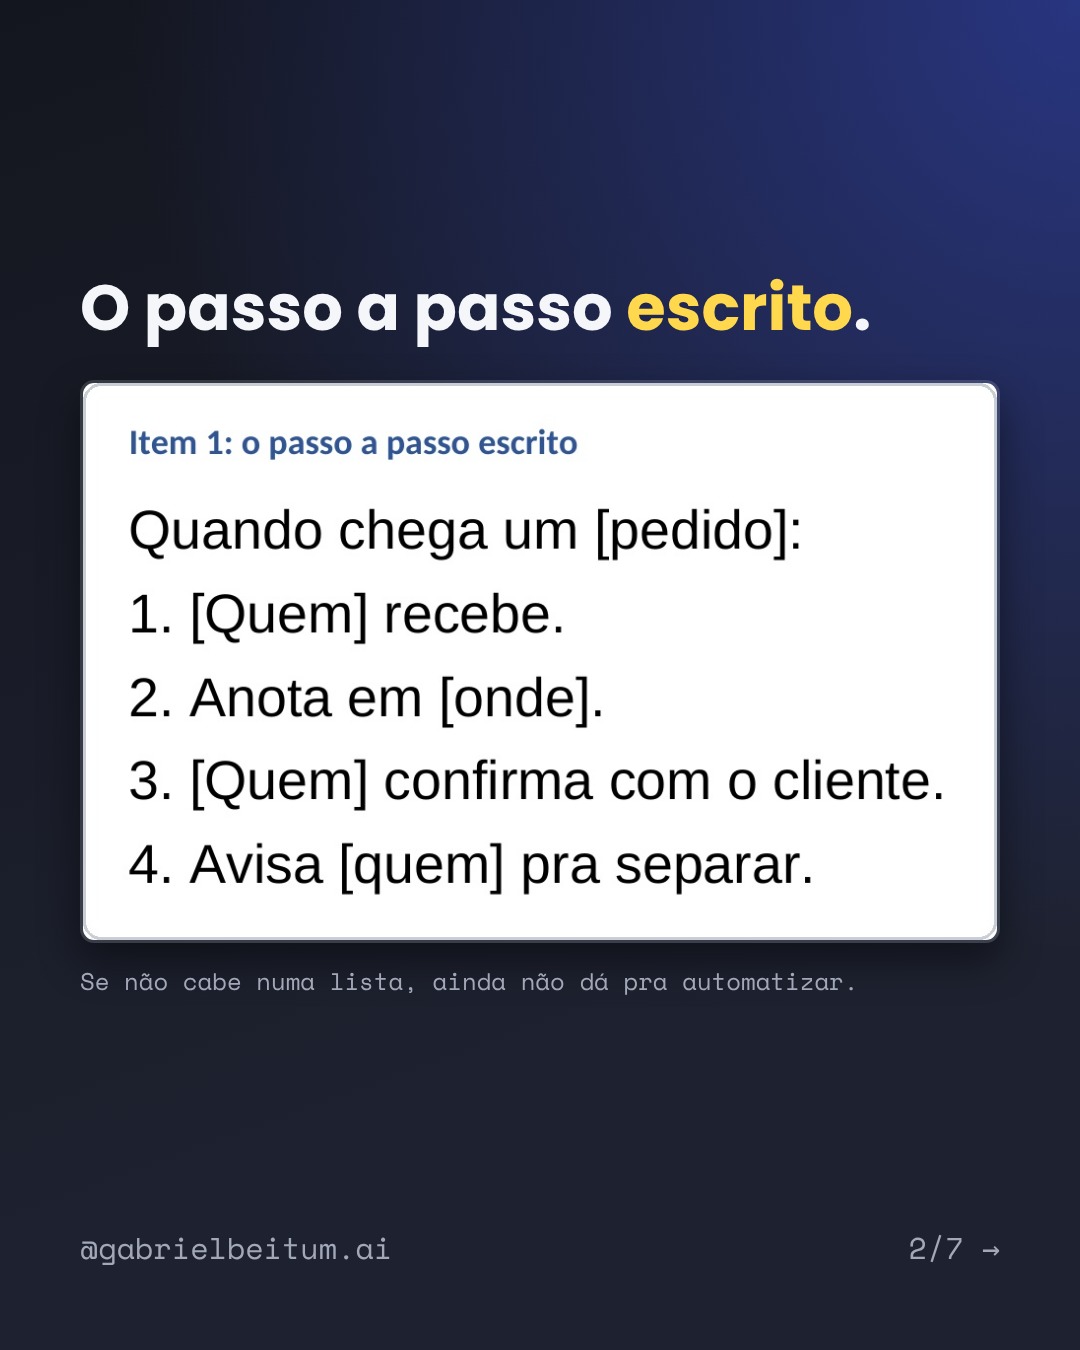 O passo a passo escrito.
Item 1: o passo a passo escrito
Quando chega um [pedido]:
1. [Quem] recebe.
2. Anota em [onde].
3. [Quem] confirma com o cliente.
4. Avisa [quem] pra separar.
Se não cabe numa lista, ainda não dá pra automatizar.
@gabrielbeitum.ai
2/7 →